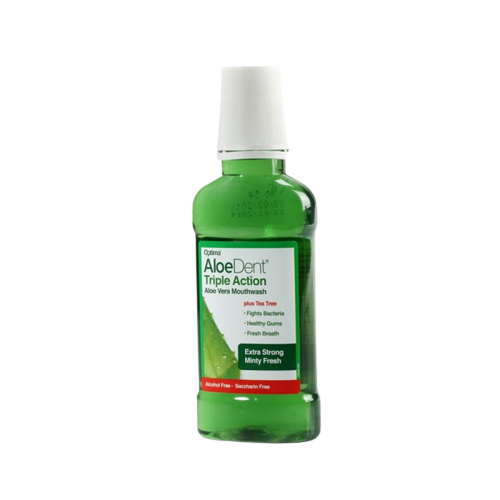 Optima
AloeDent®
Triple Action
Aloe Vera Mouthwash
plus Tea Tree
• Fights Bacteria
• Healthy Gums
• Fresh Breath
Extra Strong
Minty Fresh
Alcohol Free - Saccharin Free